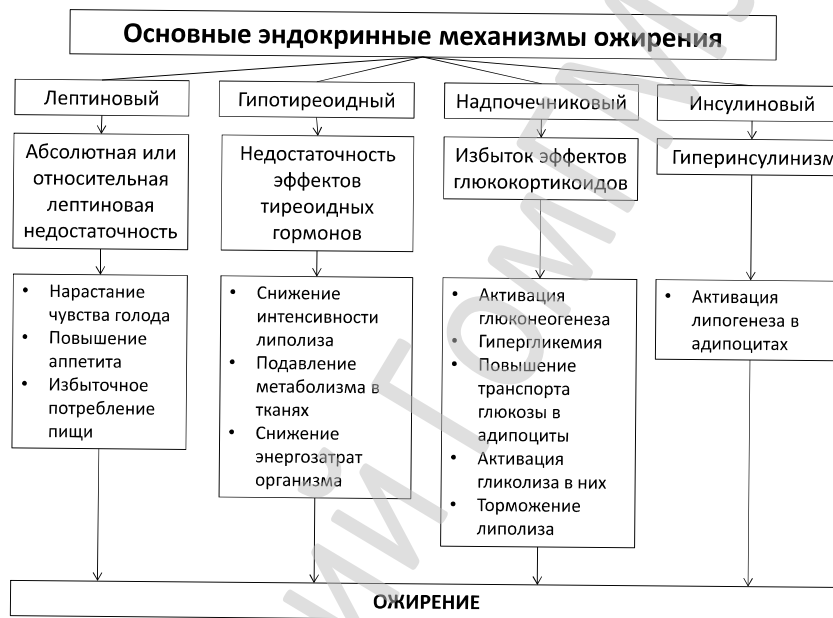 Основные эндокринные механизмы ожирения
Лептиновый
Гипотиреоидный
Надпочечниковый
Инсулиновый
Абсолютная или
относительная
лептиновая
недостаточность
Недостаточность
эффектов
тиреоидных
гормонов
Избыток эффектов
глюкокортикоидов
Гиперинсулинизм
• Нарастание
чувства голода
• Повышение
аппетита
• Избыточное
потребление
пищи
• Снижение
интенсивности
липолиза
• Подавление
метаболизма в
тканях
• Снижение
энергозатрат
организма
• Активация
глюконеогенеза
• Гипергликемия
• Повышение
транспорта
глюкозы в
адипоциты
• Активация
гликолиза в них
• Торможение
липолиза
• Активация
липогенеза в
адипоцитах
ОЖИРЕНИЕ